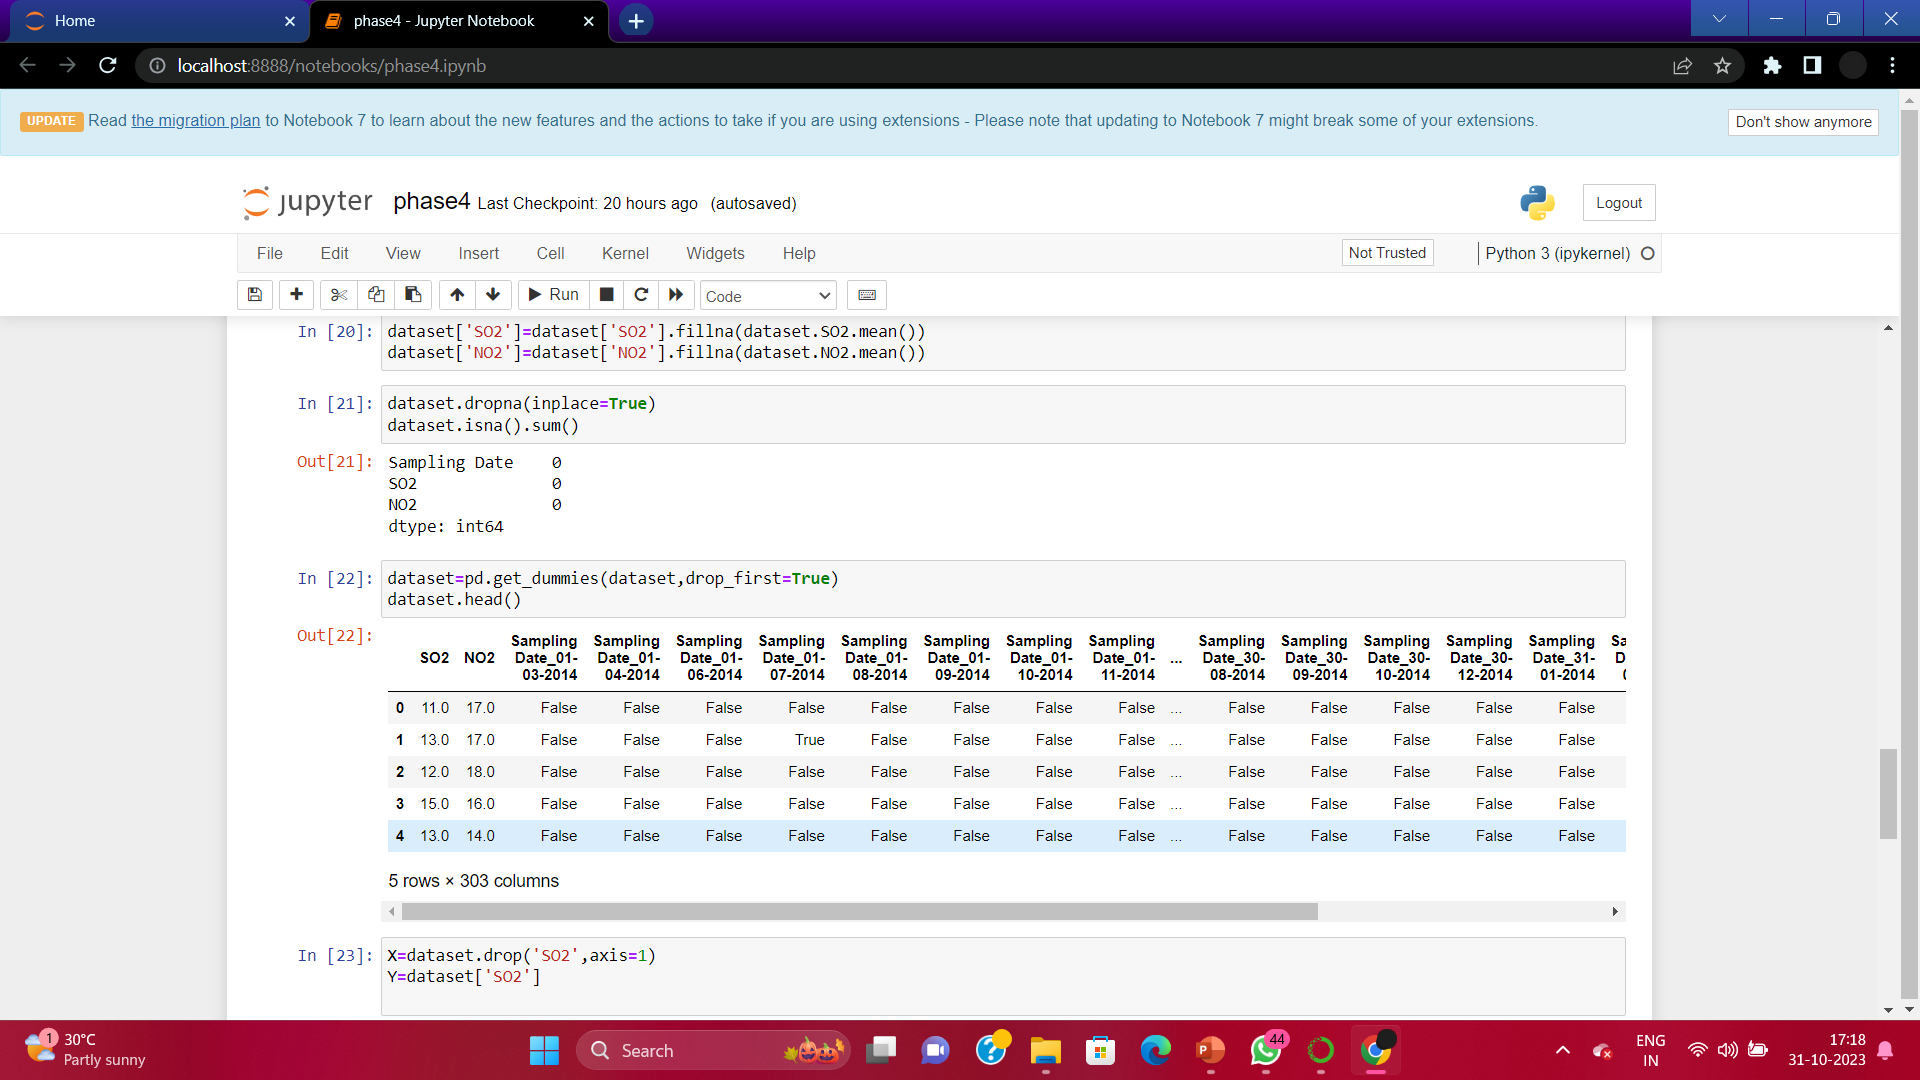 Home
phase4 - Jupyter Notebook
localhost:8888/notebooks/phase4.ipynb
UPDATE Read the migration plan to Notebook 7 to learn about the new features and the actions to take if you are using extensions - Please note that updating to Notebook 7 might break some of your extensions.
Don't show anymore
jupyter phase4 Last Checkpoint: 20 hours ago (autosaved)
Logout
File Edit View Insert Cell Kernel Widgets Help
Not Trusted
Python 3 (ipykernel)
Run
Code
In [20]: dataset['SO2']=dataset['SO2'].fillna(dataset.SO2.mean())
dataset['NO2']=dataset['NO2'].fillna(dataset.NO2.mean())
In [21]: dataset.dropna(inplace=True)
dataset.isna().sum()
Out[21]: Sampling Date 0
SO2 0
NO2 0
dtype: int64
In [22]: dataset=pd.get_dummies(dataset,drop_first=True)
dataset.head()
Out[22]:
Sampling Sampling Sampling Sampling Sampling Sampling Sampling Sampling Sampling Sampling Sampling Sampling Sampling Sa
SO2 NO2 Date_01- Date_01- Date_01- Date_01- Date_01- Date_01- Date_01- Date_01- ... Date_30- Date_30- Date_30- Date_30- Date_31- D
03-2014 04-2014 06-2014 07-2014 08-2014 09-2014 10-2014 11-2014 08-2014 09-2014 10-2014 12-2014 01-2014
0 11.0 17.0 False False False False False False False False ... False False False False False
1 13.0 17.0 False False False True False False False False ... False False False False False
2 12.0 18.0 False False False False False False False False ... False False False False False
3 15.0 16.0 False False False False False False False False ... False False False False False
4 13.0 14.0 False False False False False False False False ... False False False False False
5 rows × 303 columns
In [23]: X=dataset.drop('SO2',axis=1)
Y=dataset['SO2']
1
30°C
Partly sunny
Search
P
44
ENG
IN
17:18
31-10-2023